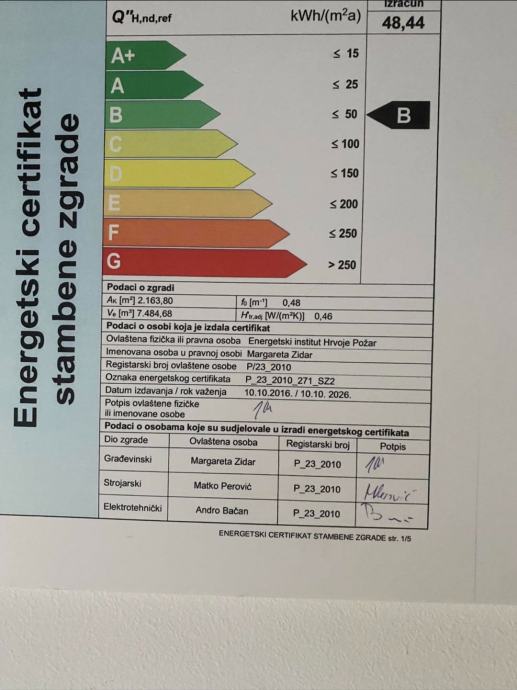 Energetski certifikat
stambene zgrade
Q"H,nd,ref kWh/(m²a) Izračun
48,44
A+ ≤ 15
A ≤ 25
B ≤ 50 B
C ≤ 100
D ≤ 150
E ≤ 200
F ≤ 250
G > 250
Podaci o zgradi
AK [m²] 2.163,80 f0 [m⁻¹] 0,48
Ve [m³] 7.484,68 H'tr,adj [W/(m²K)] 0,46
Podaci o osobi koja je izdala certifikat
Ovlaštena fizička ili pravna osoba Energetski institut Hrvoje Požar
Imenovana osoba u pravnoj osobi Margareta Zidar
Registarski broj ovlaštene osobe P/23_2010
Oznaka energetskog certifikata P_23_2010_271_SZ2
Datum izdavanja / rok važenja 10.10.2016. / 10.10. 2026.
Potpis ovlaštene fizičke
ili imenovane osobe
Podaci o osobama koje su sudjelovale u izradi energetskog certifikata
Dio zgrade Ovlaštena osoba Registarski broj Potpis
Građevinski Margareta Zidar P_23_2010
Strojarski Matko Perović P_23_2010
Elektrotehnički Andro Bačan P_23_2010
ENERGETSKI CERTIFIKAT STAMBENE ZGRADE str. 1/5